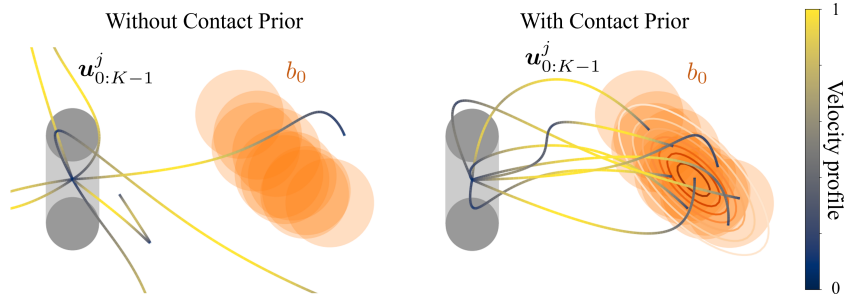 Without Contact Prior
u^j_{0:K−1}
b_0
With Contact Prior
u^j_{0:K−1}
b_0
1
Velocity profile
0